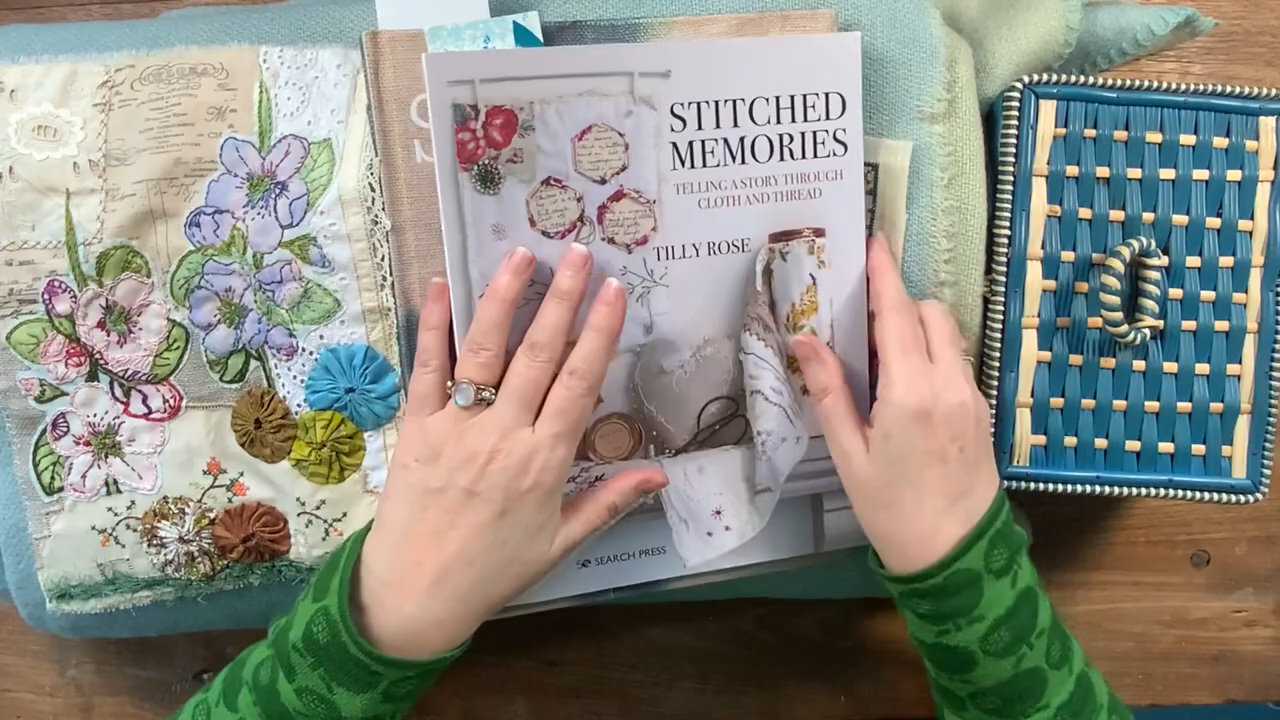 STITCHED
MEMORIES
TELLING A STORY THROUGH
CLOTH AND THREAD
TILLY ROSE
SEARCH PRESS